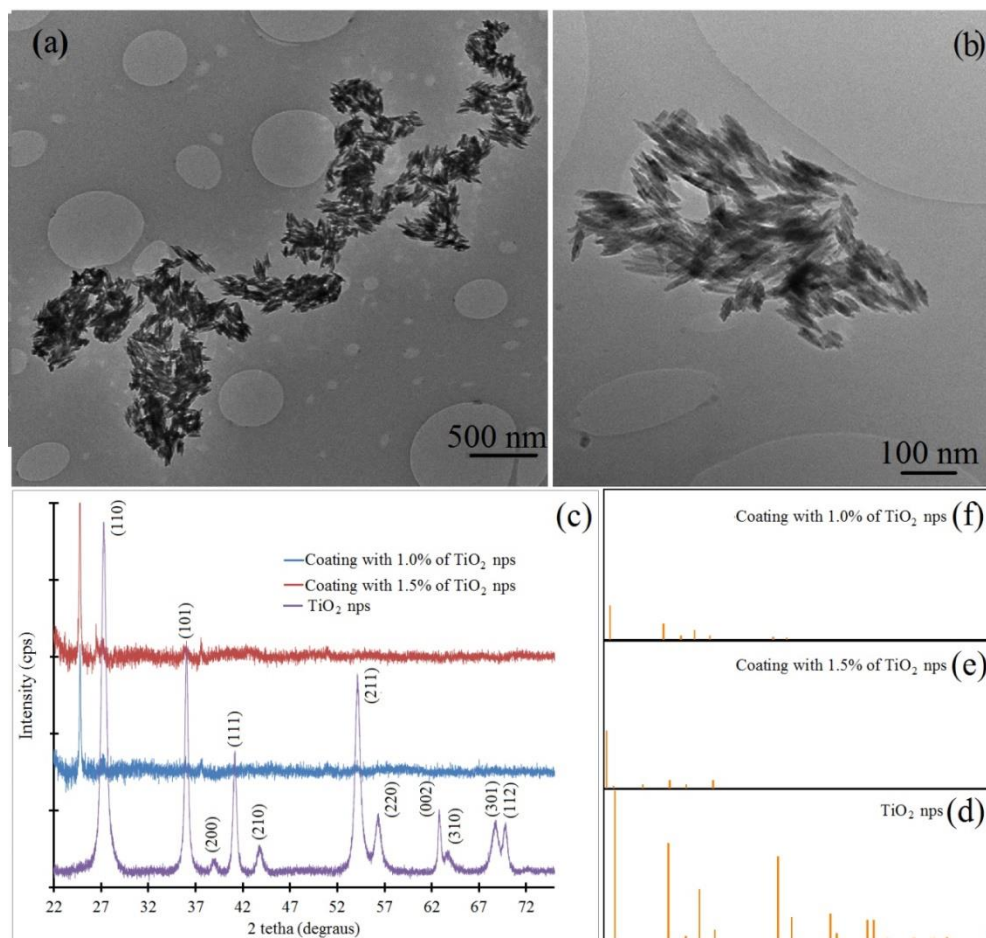 (a)
500 nm
(b)
100 nm
(c)
Coating with 1.0% of TiO₂ nps
Coating with 1.5% of TiO₂ nps
TiO₂ nps
(110)
(101)
(200)
(111)
(210)
(211)
(220)
(002)
(310)
(301)
(112)
Intensity (cps)
22 27 32 37 42 47 52 57 62 67 72
2 tetha (degraus)
Coating with 1.0% of TiO₂ nps (f)
Coating with 1.5% of TiO₂ nps (e)
TiO₂ nps (d)